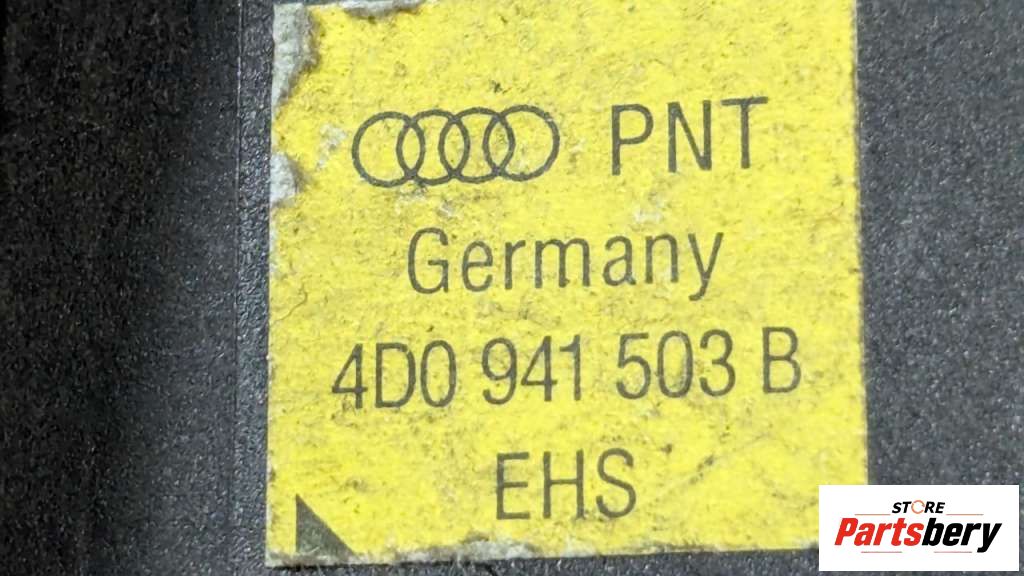 PNT
Germany
4D0 941 503 B
EHS
STORE
Partsbery